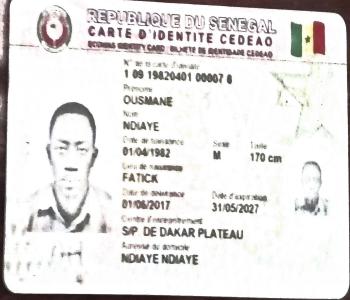 REPUBLIQUE DU SENEGAL
CARTE D'IDENTITE CEDEAO
ECOWAS IDENTITY CARD - BILHETE DE IDENTIDADE CEDEAO
N° de la carte d'identité
1 09 19820401 00007 8
Prénoms
OUSMANE
Nom
NDIAYE
Date de naissance Sexe Taille
01/04/1982 M 170 cm
Lieu de naissance
FATICK
Date de délivrance Date d'expiration
01/06/2017 31/05/2027
Centre d'enregistrement
S/P. DE DAKAR PLATEAU
Adresse du domicile
NDIAYE NDIAYE